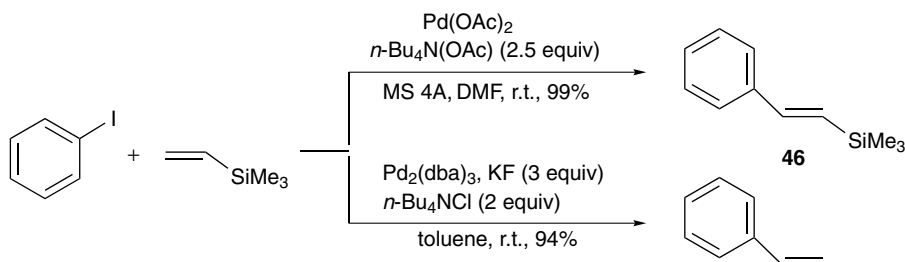 Pd(OAc)₂
n-Bu₄N(OAc) (2.5 equiv)
MS 4A, DMF, r.t., 99%
I
+
SiMe₃
SiMe₃
46
Pd₂(dba)₃, KF (3 equiv)
n-Bu₄NCl (2 equiv)
toluene, r.t., 94%